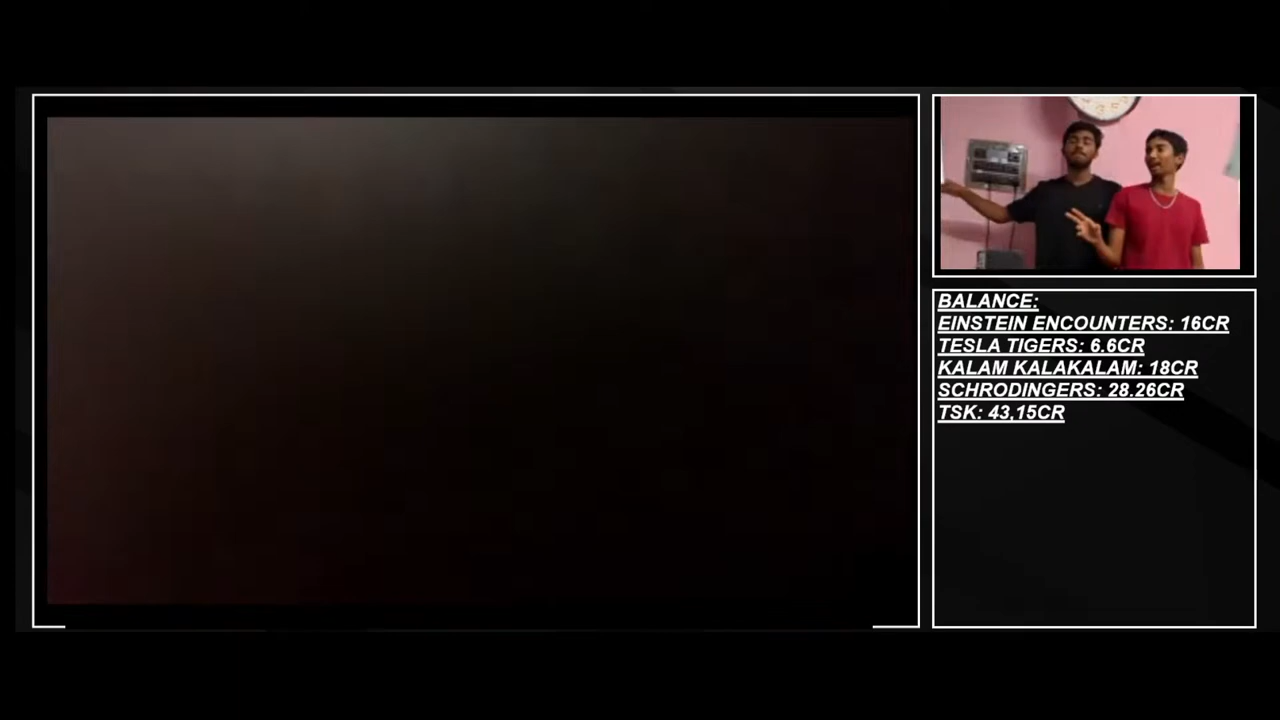 BALANCE:
EINSTEIN ENCOUNTERS: 16CR
TESLA TIGERS: 6.6CR
KALAM KALAKALAM: 18CR
SCHRODINGERS: 28.26CR
TSK: 43,15CR